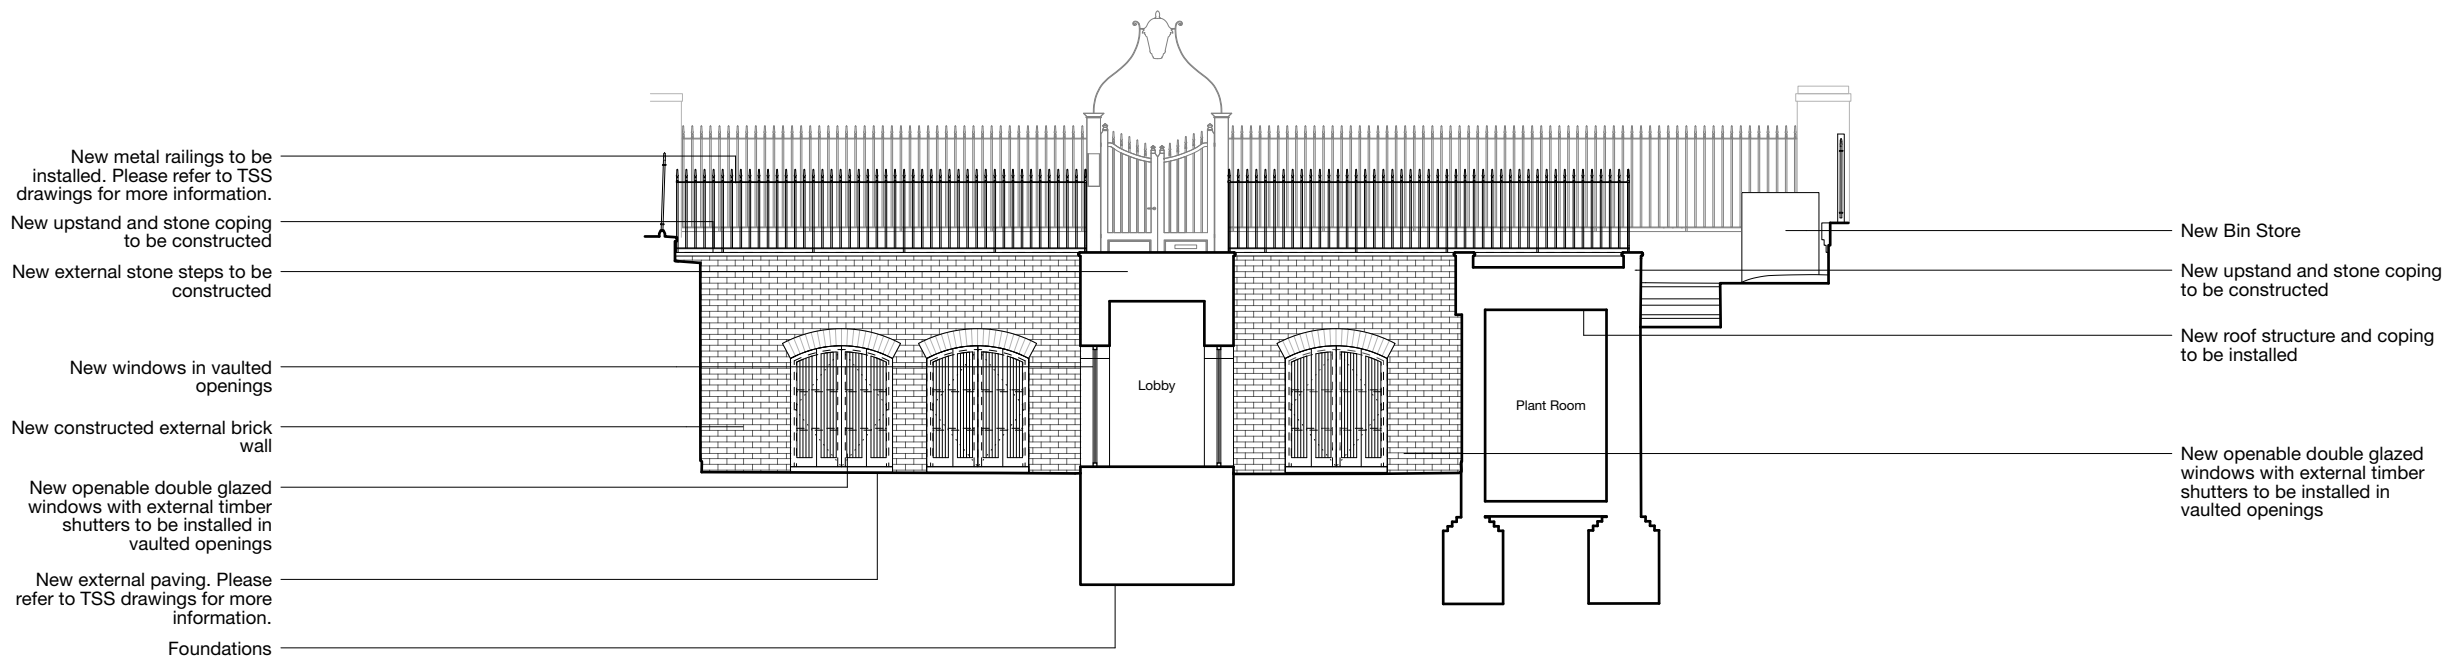 New metal railings to be
installed. Please refer to TSS
drawings for more information.
New upstand and stone coping
to be constructed
New external stone steps to be
constructed
New windows in vaulted
openings
New constructed external brick
wall
New openable double glazed
windows with external timber
shutters to be installed in
vaulted openings
New external paving. Please
refer to TSS drawings for more
information.
Foundations
Lobby
Plant Room
New Bin Store
New upstand and stone coping
to be constructed
New roof structure and coping
to be installed
New openable double glazed
windows with external timber
shutters to be installed in
vaulted openings